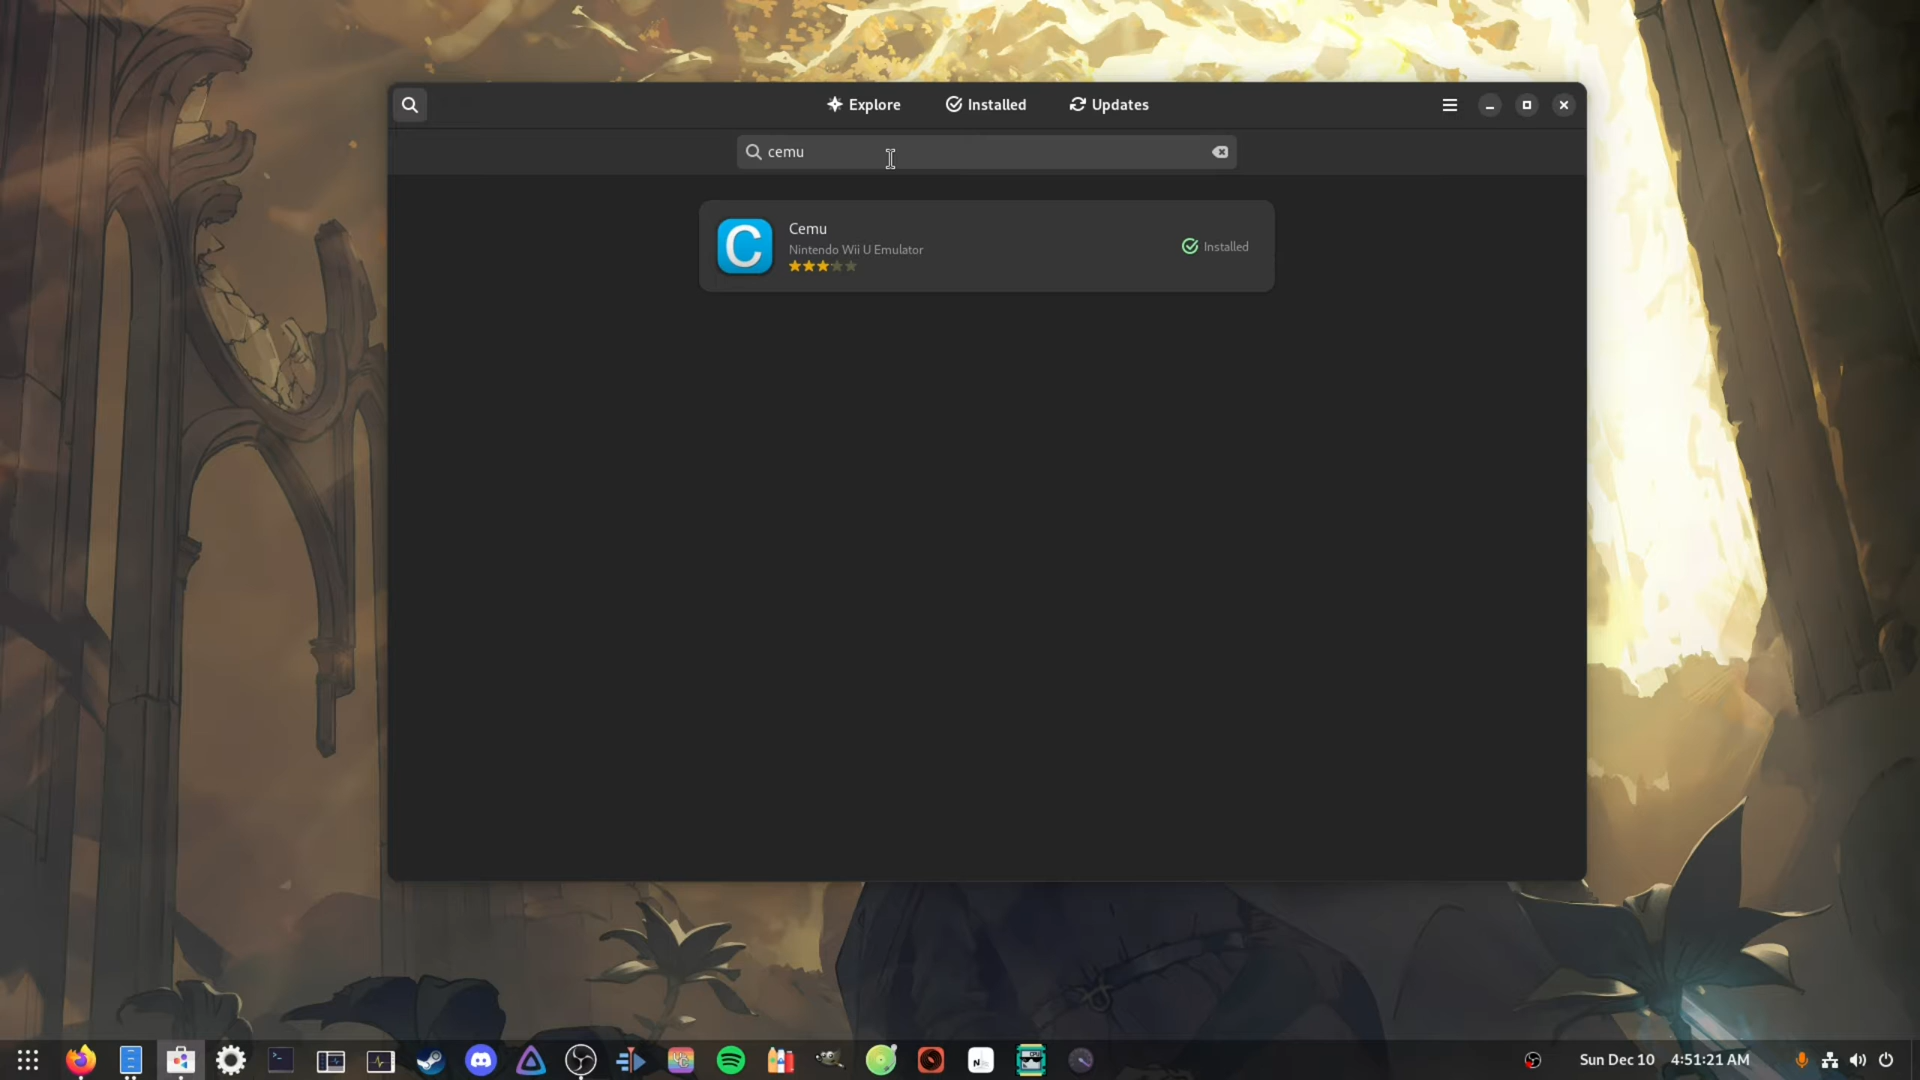 Explore Installed Updates
cemu
C
Cemu
Nintendo Wii U Emulator
Installed
Sun Dec 10 4:51:21 AM